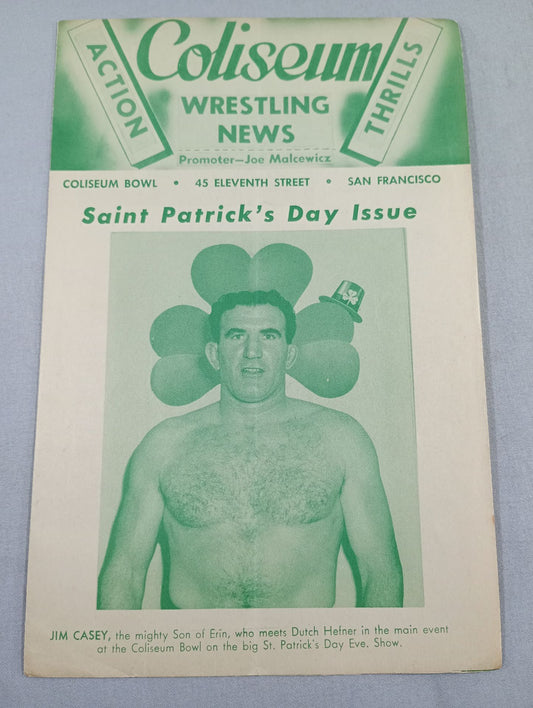 ACTION
Coliseum
THRILLS
WRESTLING
NEWS
Promoter—Joe Malcewicz
COLISEUM BOWL • 45 ELEVENTH STREET • SAN FRANCISCO
Saint Patrick's Day Issue
JIM CASEY, the mighty Son of Erin, who meets Dutch Hefner in the main event
at the Coliseum Bowl on the big St. Patrick's Day Eve. Show.